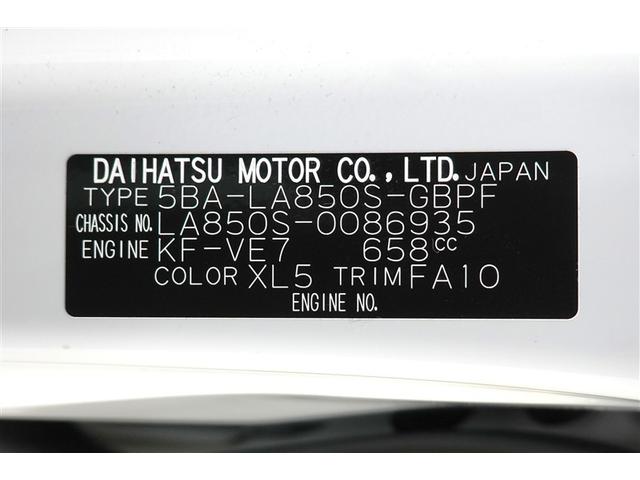 DAIHATSU MOTOR CO., LTD. JAPAN
TYPE 5BA-LA850S-GBPF
CHASSIS NO. LA850S-0086935
ENGINE KF-VE7 658cc
COLOR XL5 TRIM FA10
ENGINE NO.